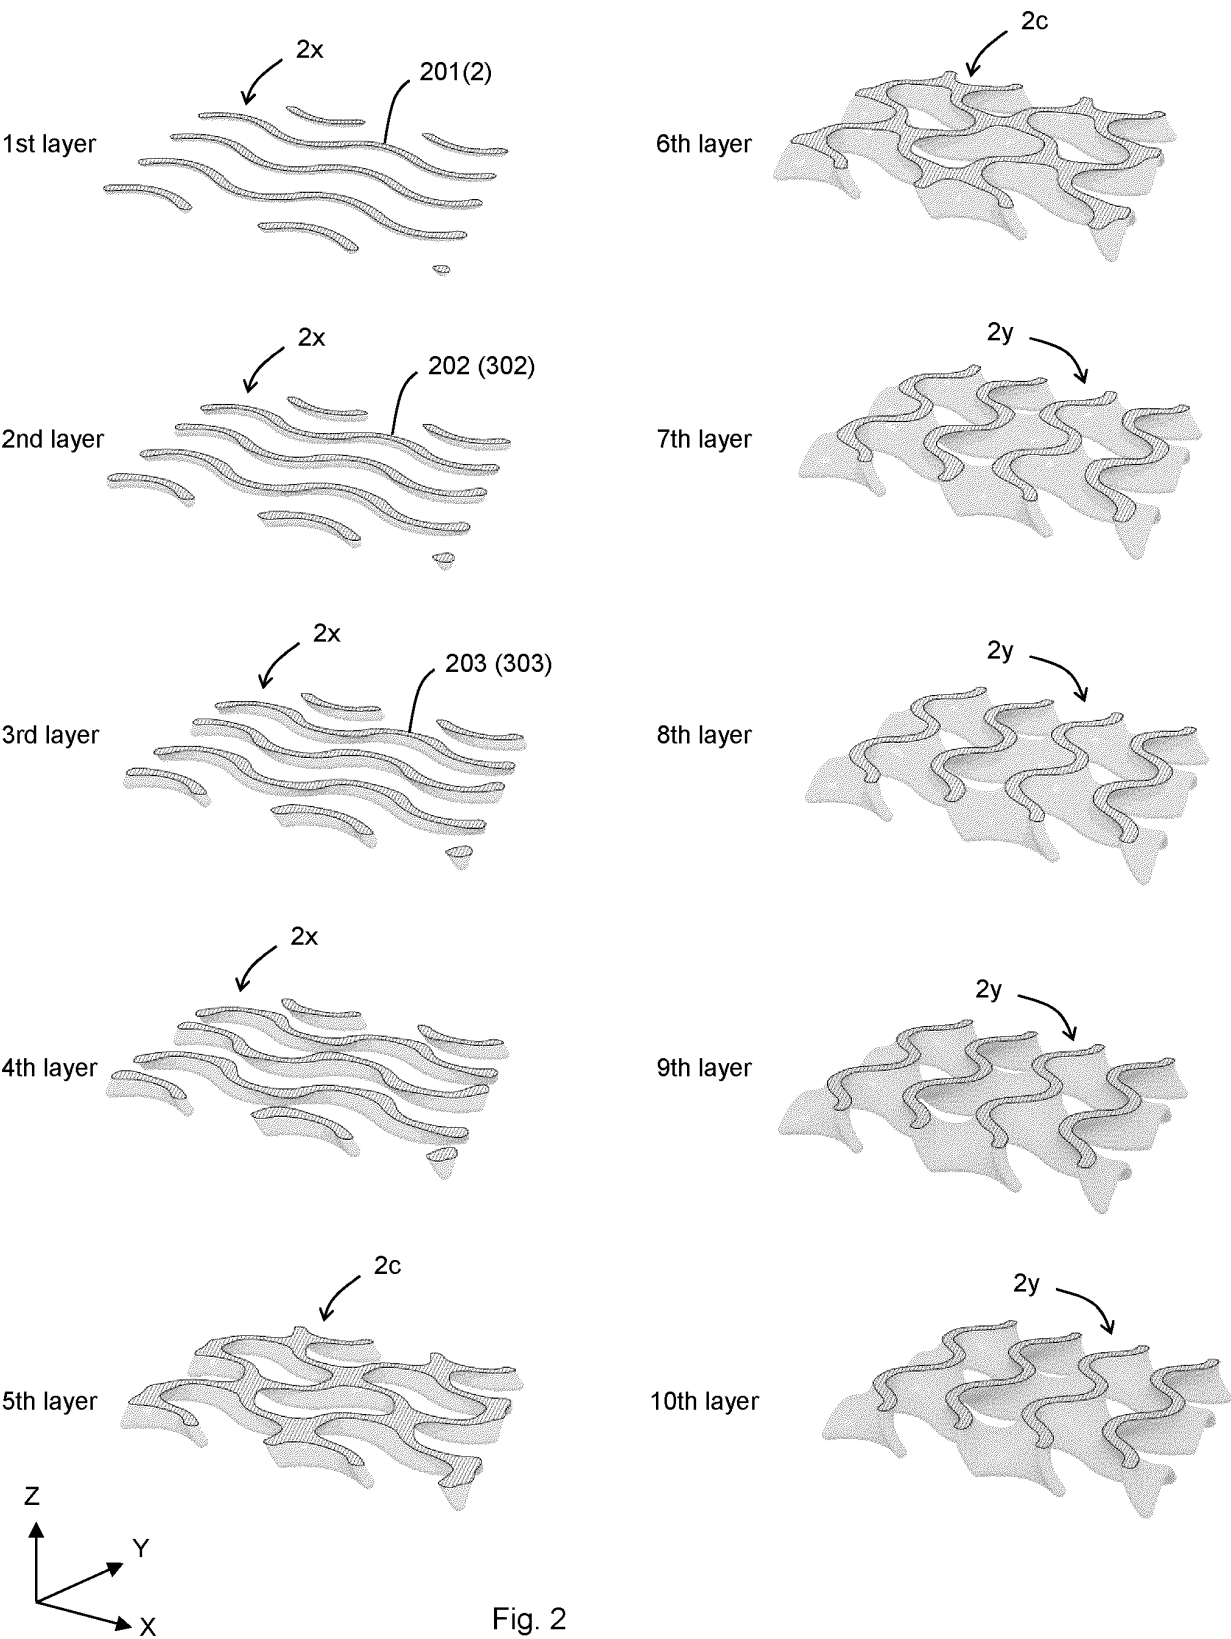 2x
201(2)
1st layer
2x
202 (302)
2nd layer
2x
203 (303)
3rd layer
2x
4th layer
2c
5th layer
2c
6th layer
2y
7th layer
2y
8th layer
2y
9th layer
2y
10th layer
Z
Y
X
Fig. 2